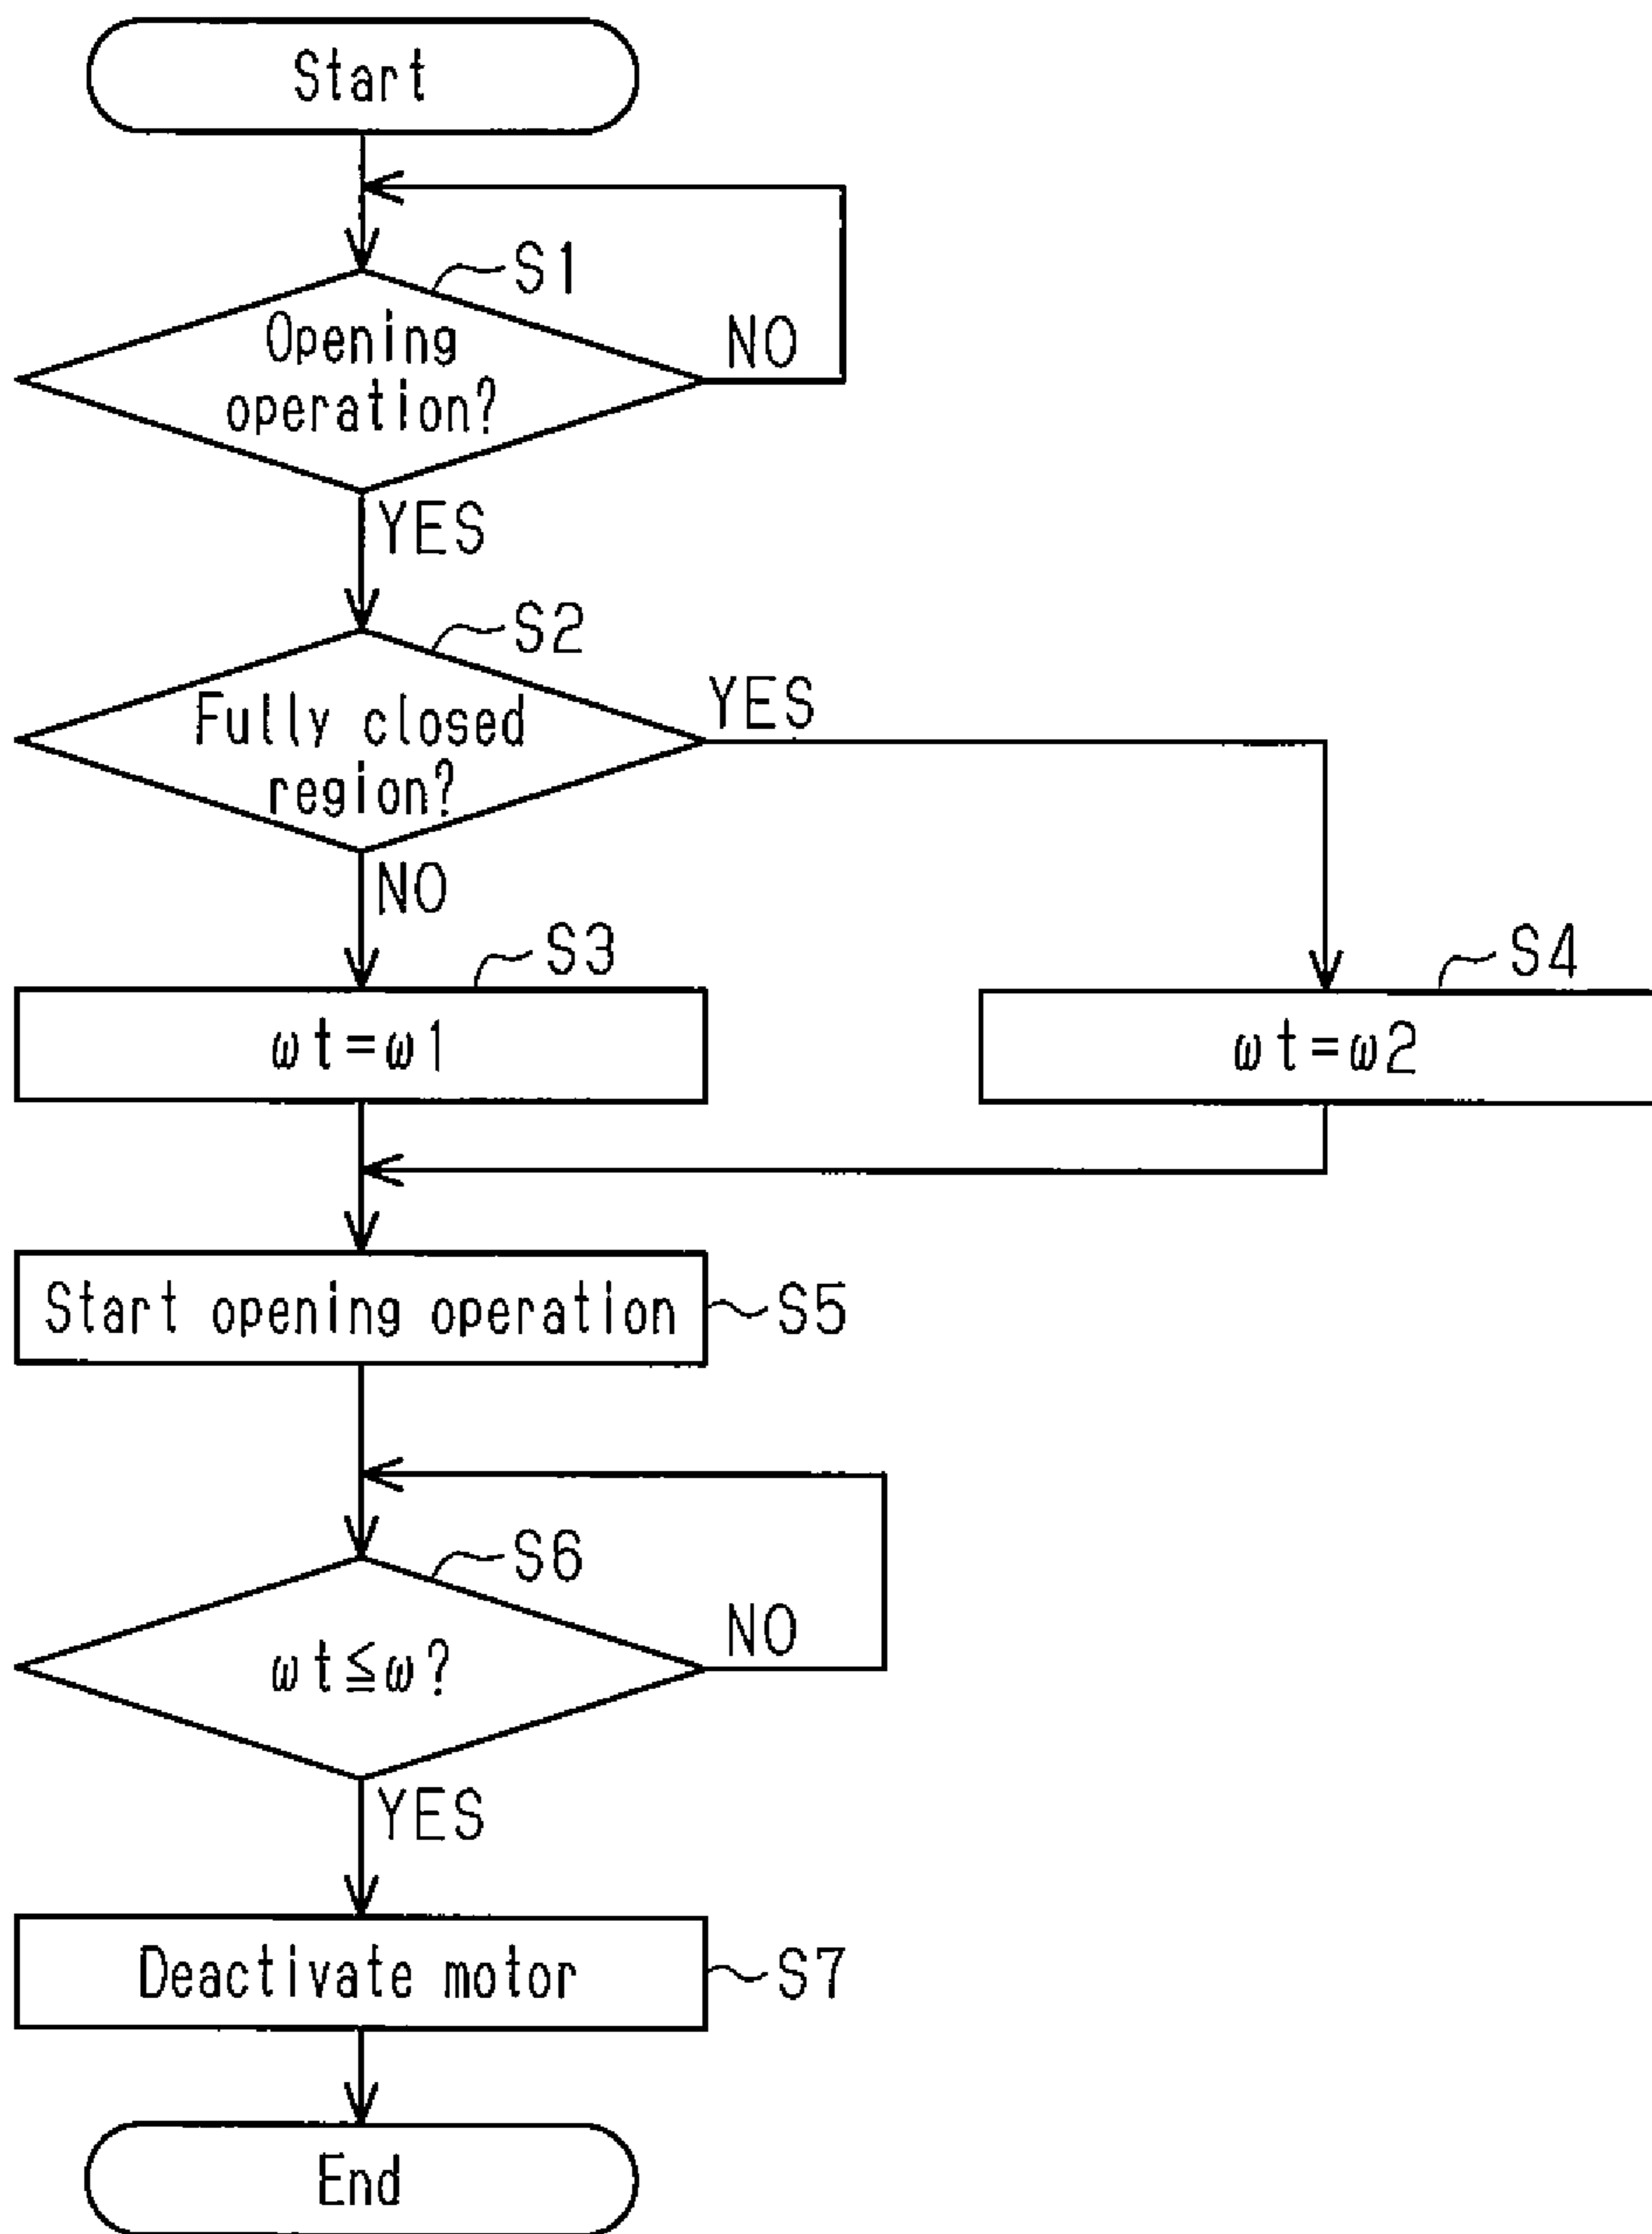 Start
S1
Opening
operation?
NO
YES
S2
Fully closed
region?
YES
NO
S3
ωt=ω1
S4
ωt=ω2
Start opening operation
S5
S6
ωt≦ω?
NO
YES
Deactivate motor
S7
End